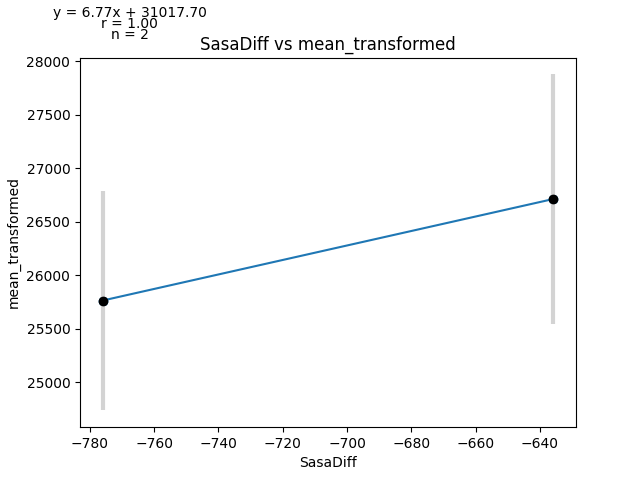 y = 6.77x + 31017.70
r = 1.00
n = 2
SasaDiff vs mean_transformed
28000
27500
27000
26500
26000
25500
25000
mean_transformed
−780 −760 −740 −720 −700 −680 −660 −640
SasaDiff